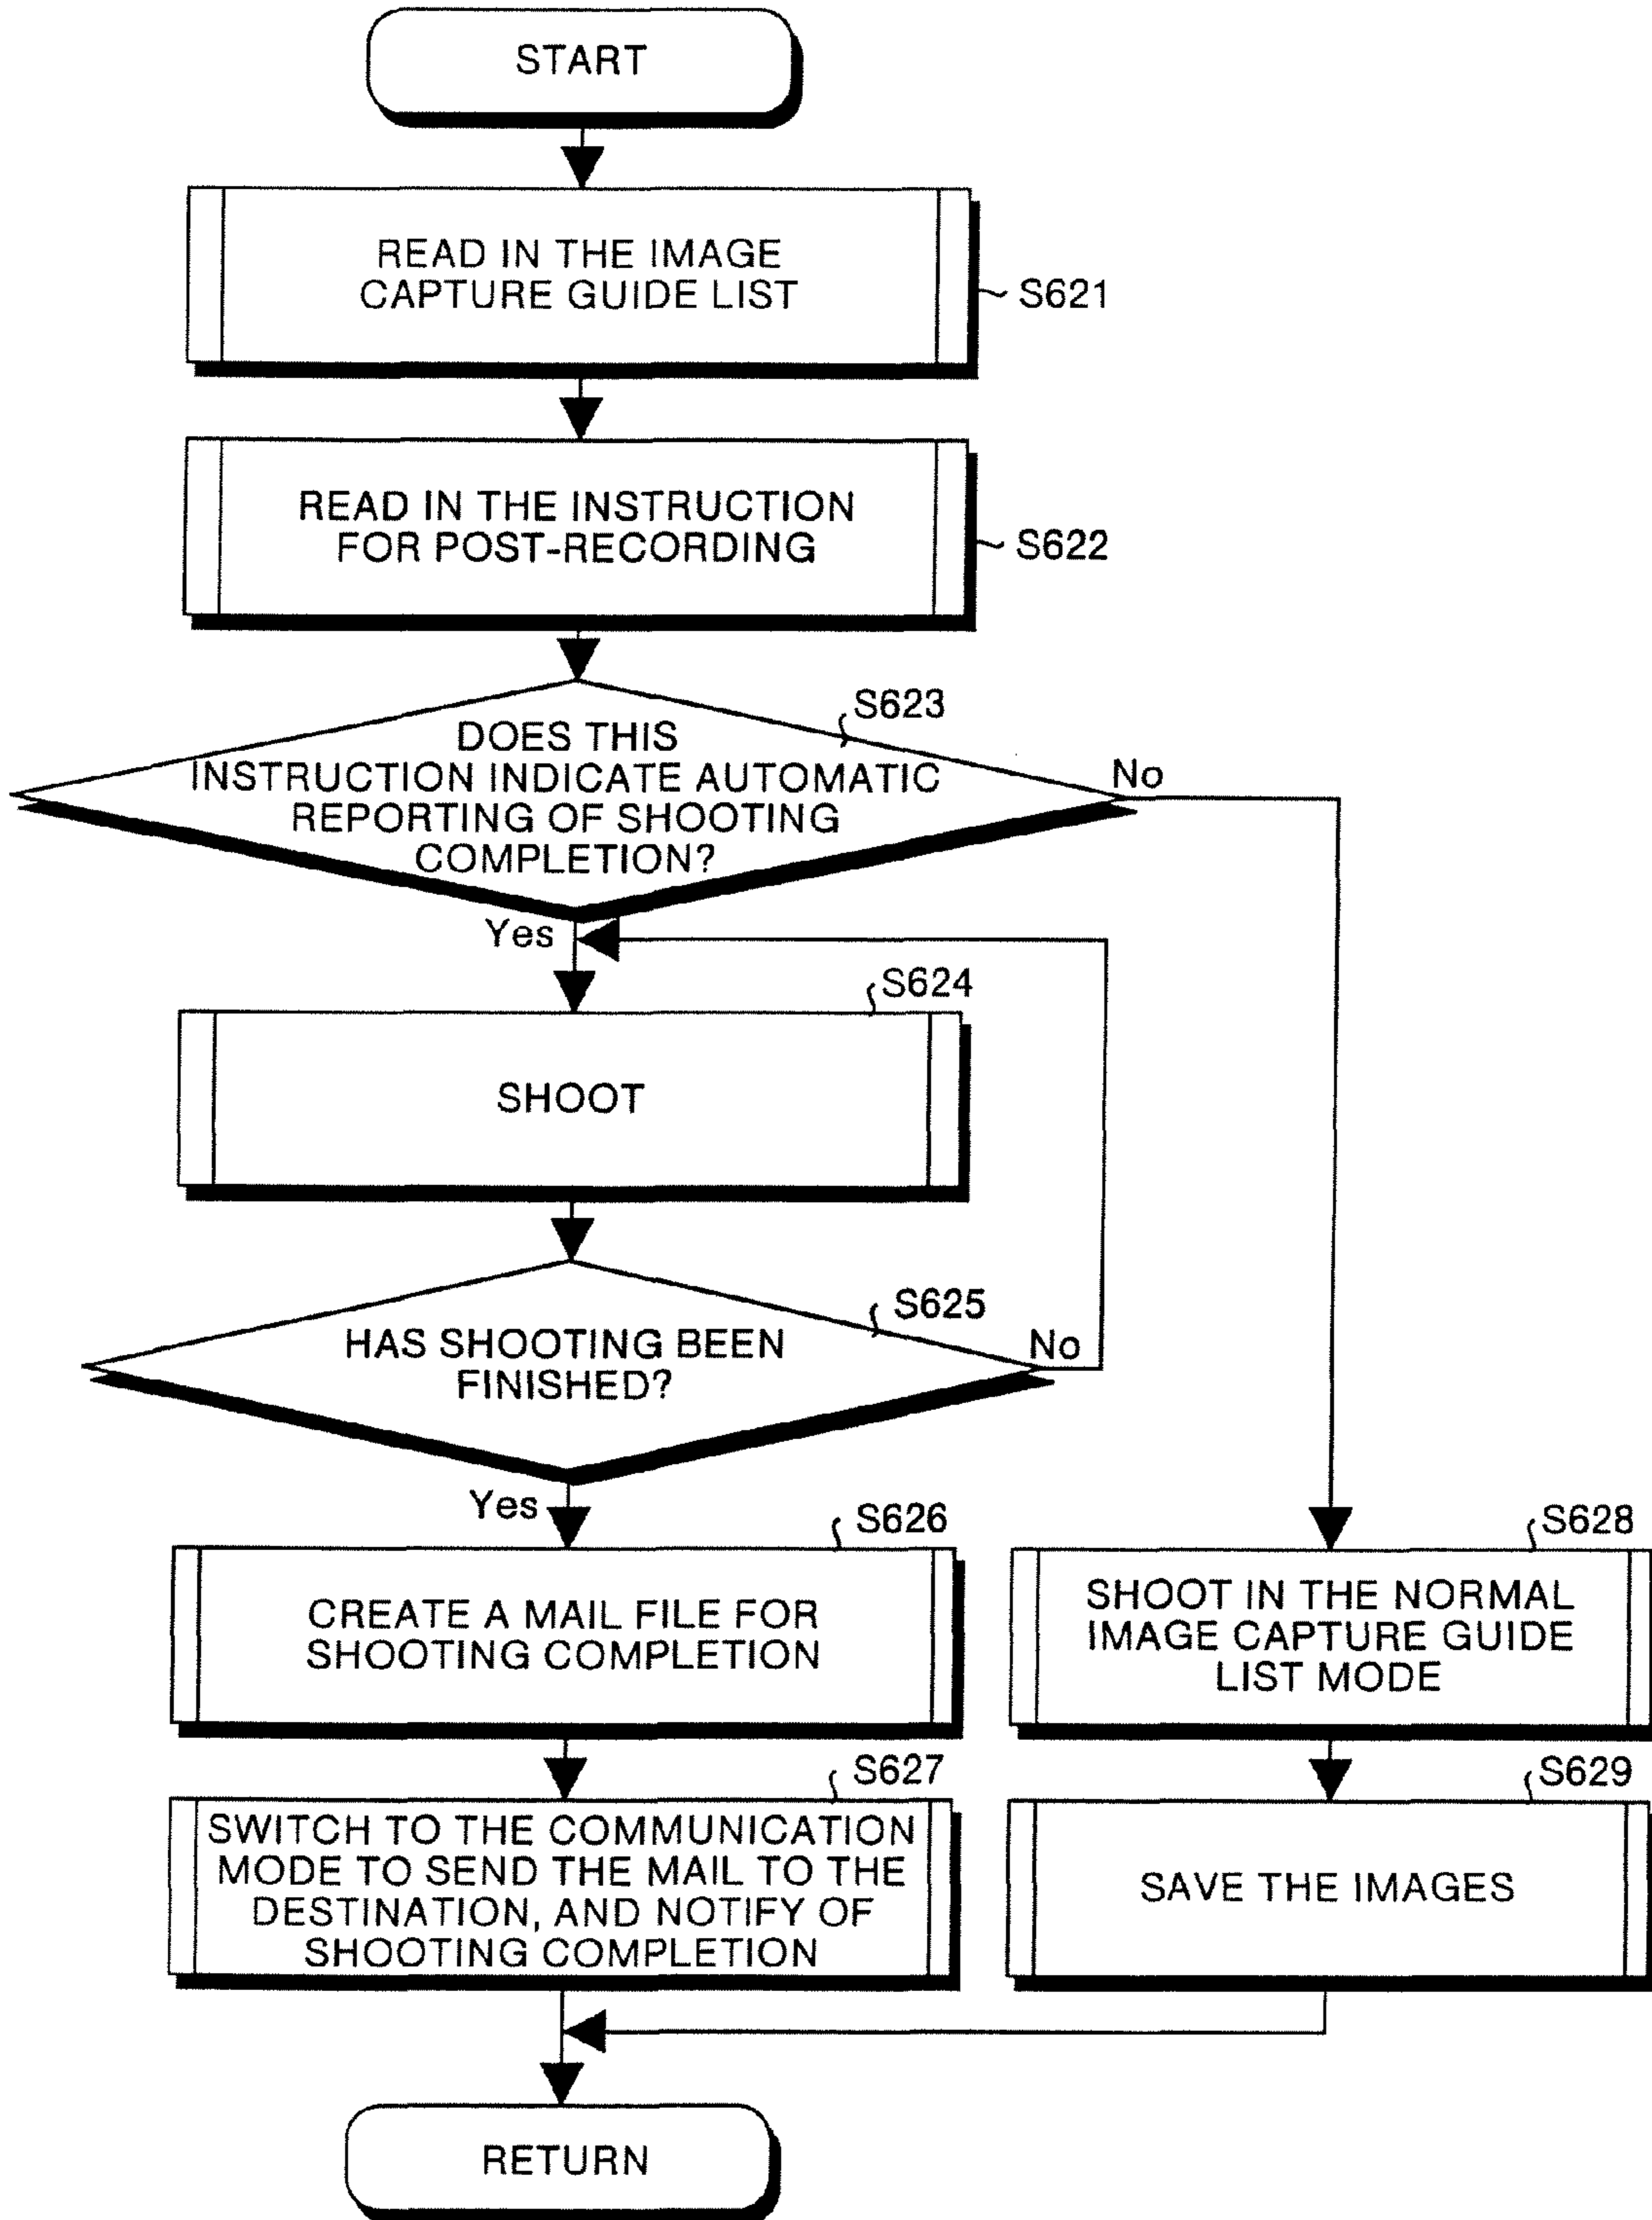 START
READ IN THE IMAGE
CAPTURE GUIDE LIST
S621
READ IN THE INSTRUCTION
FOR POST-RECORDING
S622
S623
DOES THIS
INSTRUCTION INDICATE AUTOMATIC
REPORTING OF SHOOTING
COMPLETION?
No
Yes
S624
SHOOT
S625
HAS SHOOTING BEEN
FINISHED?
No
Yes
S626
CREATE A MAIL FILE FOR
SHOOTING COMPLETION
S628
SHOOT IN THE NORMAL
IMAGE CAPTURE GUIDE
LIST MODE
S627
SWITCH TO THE COMMUNICATION
MODE TO SEND THE MAIL TO THE
DESTINATION, AND NOTIFY OF
SHOOTING COMPLETION
S629
SAVE THE IMAGES
RETURN